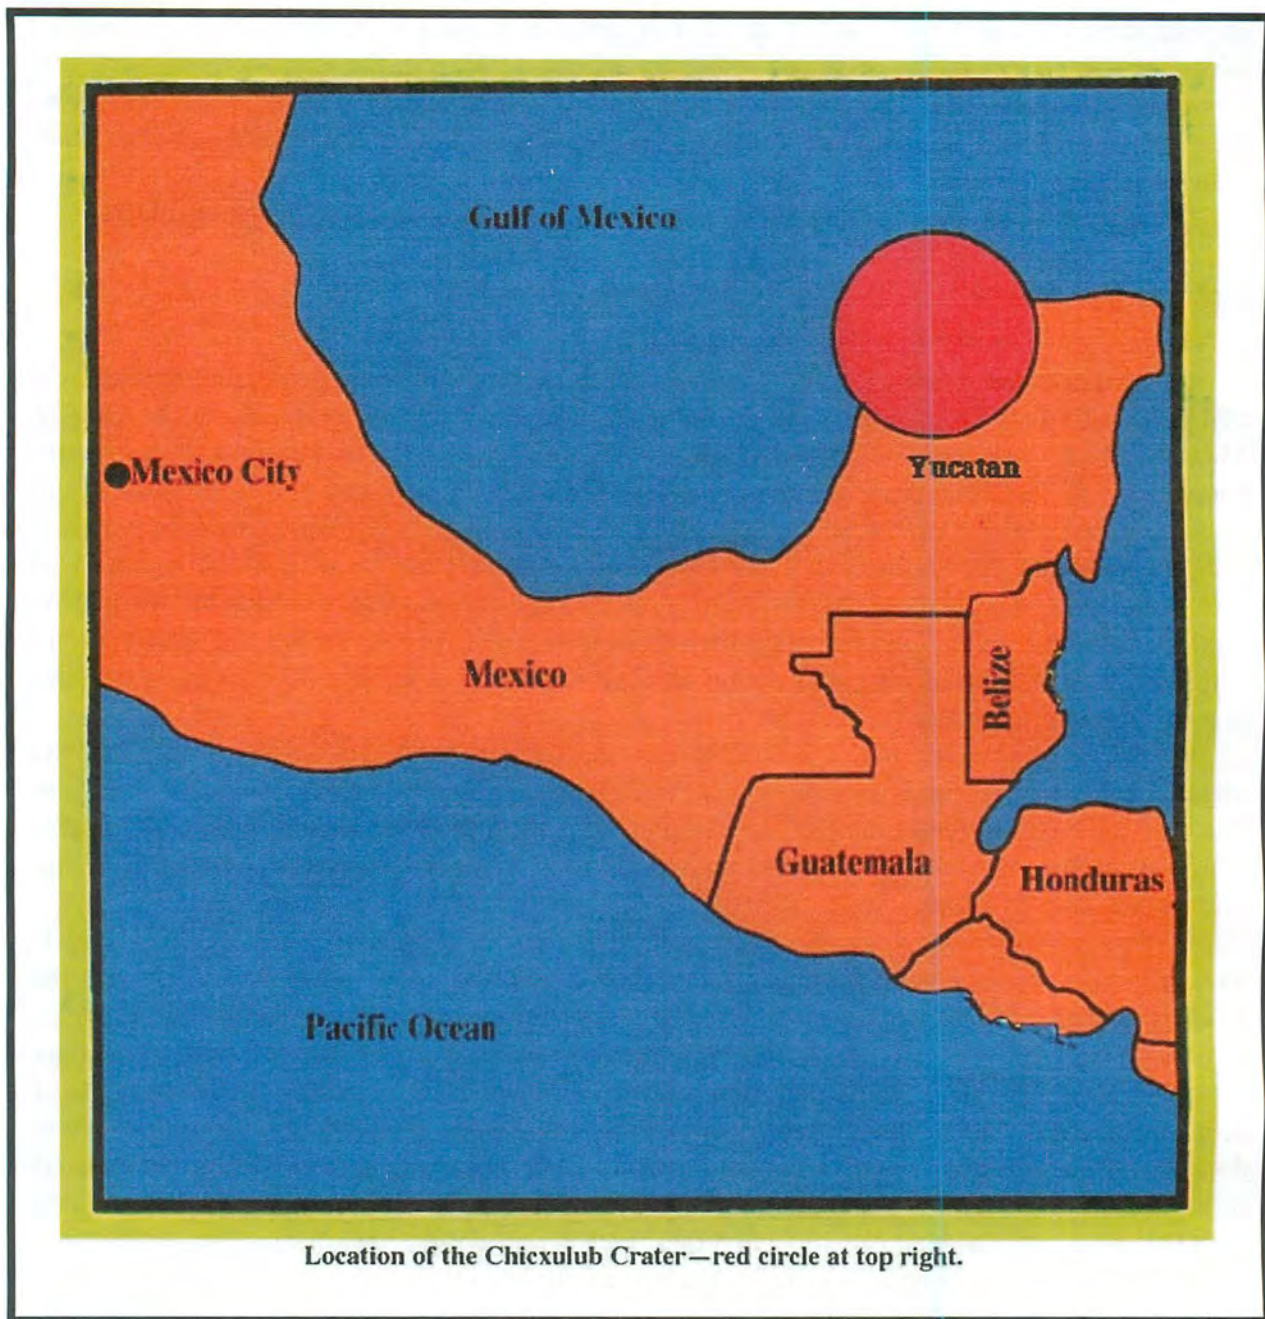 Gulf of Mexico
Mexico City
Yucatan
Mexico
Belize
Guatemala
Honduras
Pacific Ocean
Location of the Chicxulub Crater—red circle at top right.